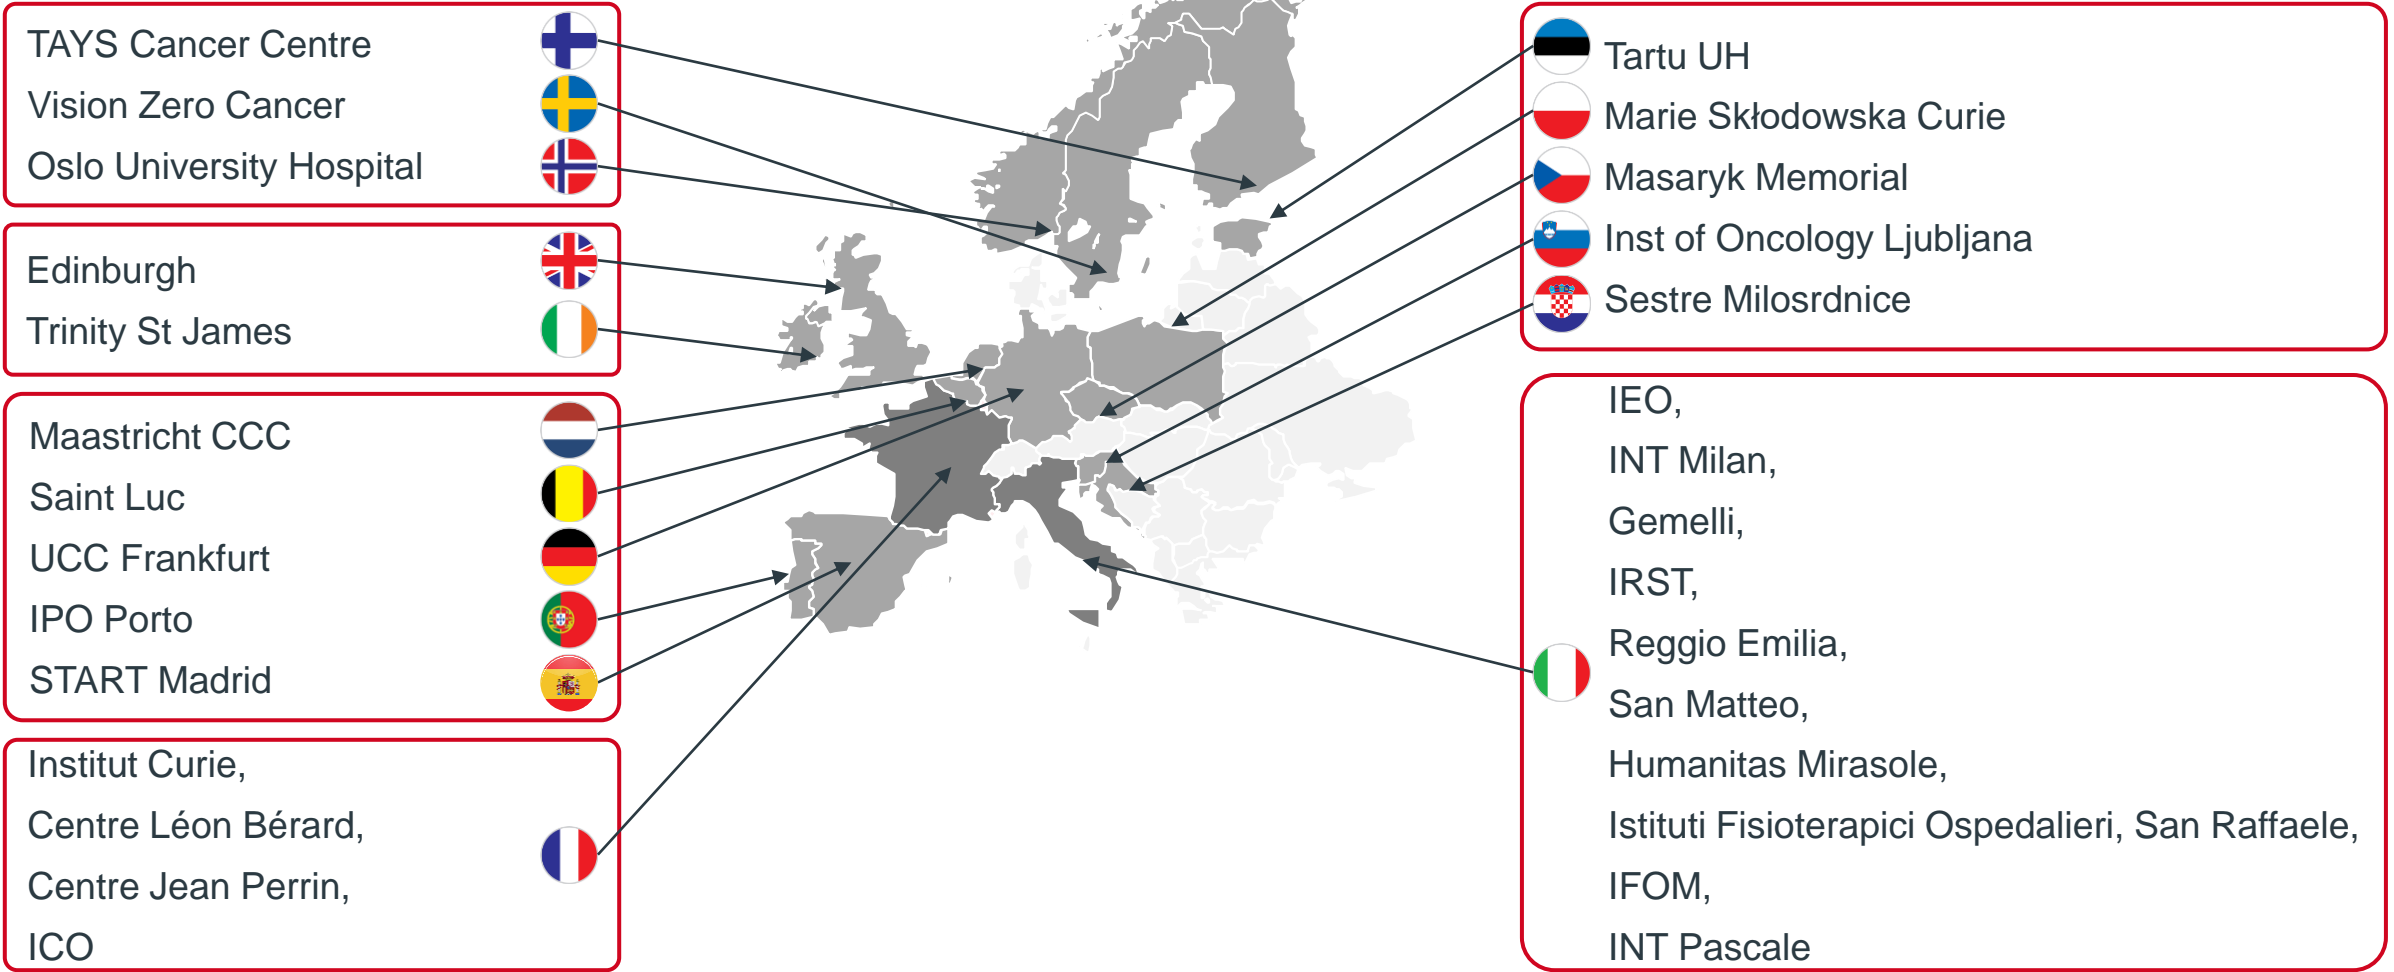 TAYS Cancer Centre
Vision Zero Cancer
Oslo University Hospital
Edinburgh
Trinity St James
Maastricht CCC
Saint Luc
UCC Frankfurt
IPO Porto
START Madrid
Institut Curie,
Centre Léon Bérard,
Centre Jean Perrin,
ICO
Tartu UH
Marie Skłodowska Curie
Masaryk Memorial
Inst of Oncology Ljubljana
Sestre Milosrdnice
IEO,
INT Milan,
Gemelli,
IRST,
Reggio Emilia,
San Matteo,
Humanitas Mirasole,
Istituti Fisioterapici Ospedalieri, San Raffaele,
IFOM,
INT Pascale